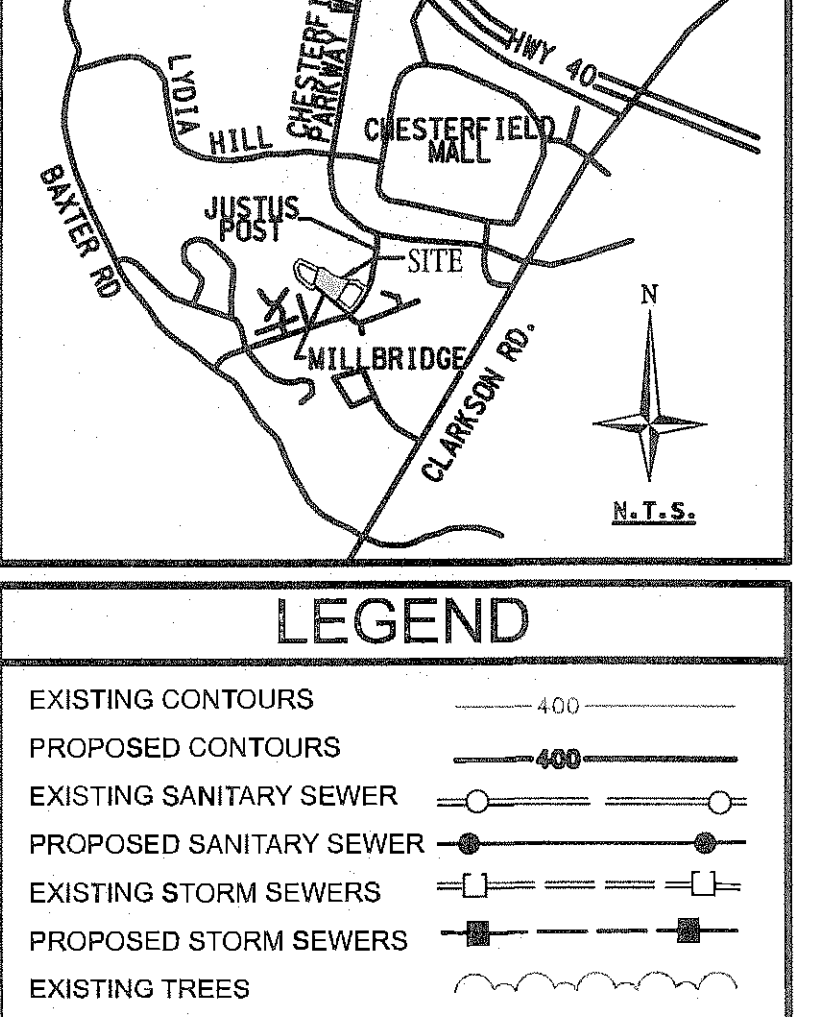 CHESTERFI
PARKWAY W
HWY 40
LYDIA
HILL
CHESTERFIELD
MALL
BAXTER RD
JUSTUS
POST
SITE
MILLBRIDGE
CLARKSON RD.
N
N.T.S.
LEGEND
EXISTING CONTOURS 400
PROPOSED CONTOURS 400
EXISTING SANITARY SEWER
PROPOSED SANITARY SEWER
EXISTING STORM SEWERS
PROPOSED STORM SEWERS
EXISTING TREES